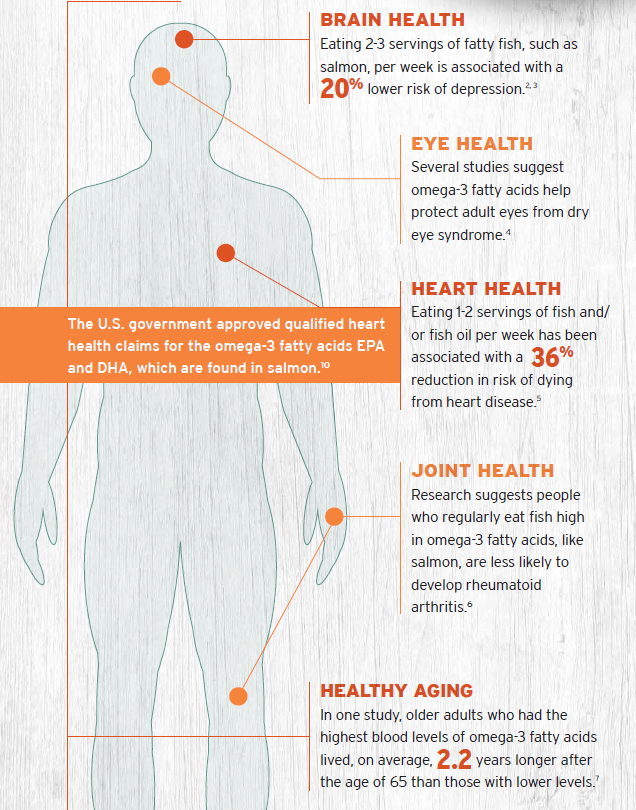 BRAIN HEALTH
Eating 2-3 servings of fatty fish, such as
salmon, per week is associated with a
20% lower risk of depression.2, 3
EYE HEALTH
Several studies suggest
omega-3 fatty acids help
protect adult eyes from dry
eye syndrome.4
HEART HEALTH
Eating 1-2 servings of fish and/
or fish oil per week has been
associated with a 36%
reduction in risk of dying
from heart disease.5
The U.S. government approved qualified heart
health claims for the omega-3 fatty acids EPA
and DHA, which are found in salmon.10
JOINT HEALTH
Research suggests people
who regularly eat fish high
in omega-3 fatty acids, like
salmon, are less likely to
develop rheumatoid
arthritis.6
HEALTHY AGING
In one study, older adults who had the
highest blood levels of omega-3 fatty acids
lived, on average, 2.2 years longer after
the age of 65 than those with lower levels.7